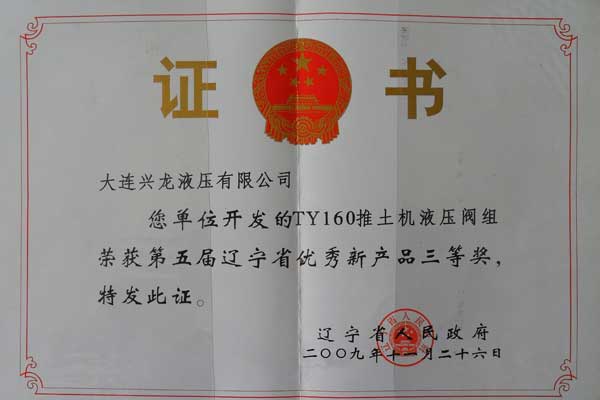 证书
大连兴龙液压有限公司
您单位开发的TY160推土机液压阀组
荣获第五届辽宁省优秀新产品三等奖，
特发此证。
辽宁省人民政府
二〇〇九年十一月二十六日